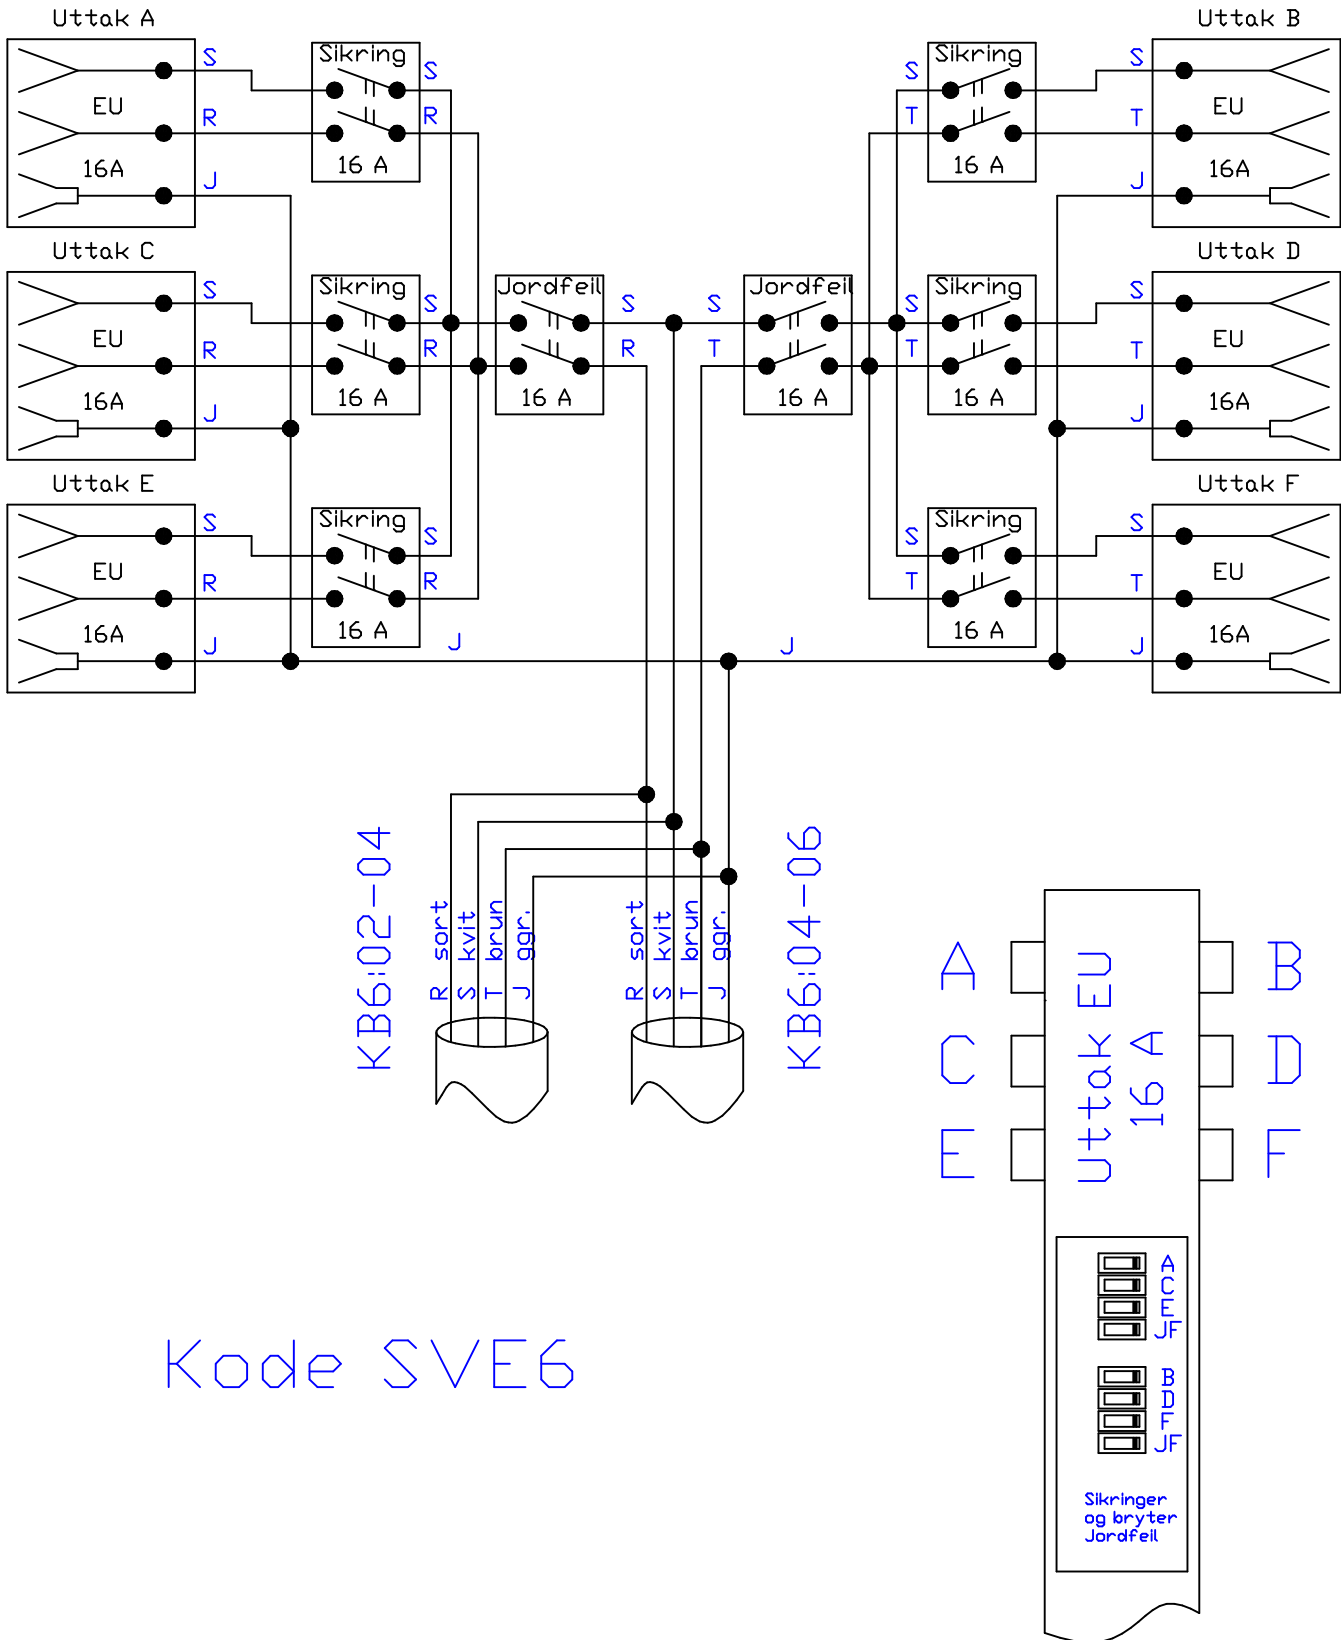 Uttak A
S
R
J
EU
16A
Sikring
S
R
16 A
Uttak B
Sikring
S
T
16 A
S
T
J
EU
16A
Uttak C
S
R
J
EU
16A
Sikring
S
R
16 A
Jordfeil
S
R
16 A
Jordfeil
S
T
16 A
Sikring
S
T
16 A
Uttak D
S
T
J
EU
16A
Uttak E
S
R
J
EU
16A
Sikring
S
R
16 A
J
J
Sikring
S
T
16 A
Uttak F
S
T
J
EU
16A
KB6:02-04
R sort
S kvit
T brun
J ggr.
R sort
S kvit
T brun
J ggr.
KB6:04-06
A
C
E
Uttak EU
16 A
B
D
F
A
C
E
JF
B
D
F
JF
Sikringer
og bryter
Jordfeil
Kode SVE6